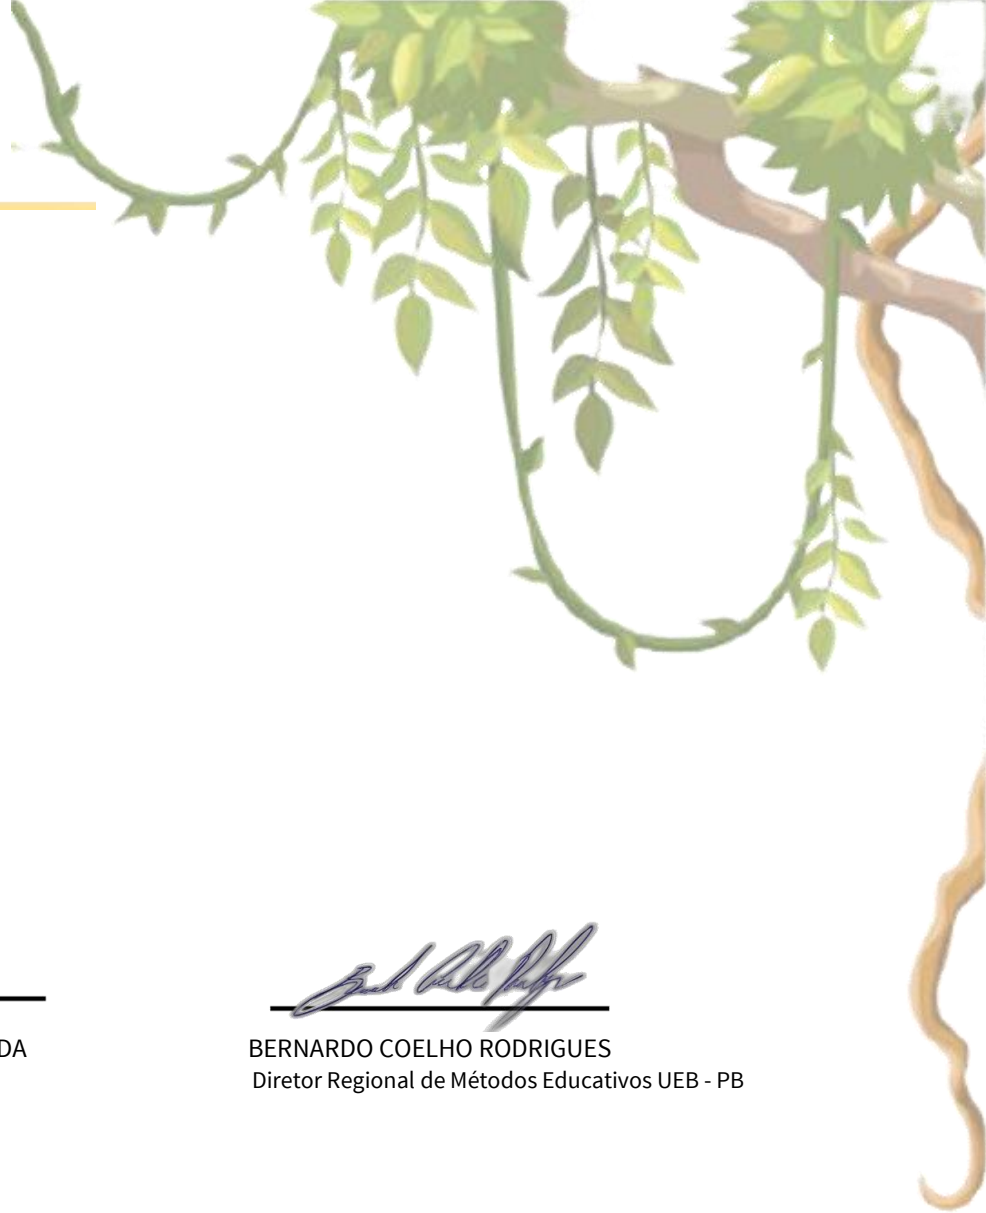 DA
BERNARDO COELHO RODRIGUES
Diretor Regional de Métodos Educativos UEB - PB